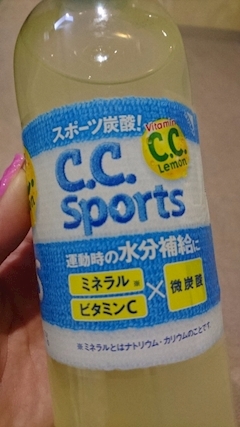 スポーツ炭酸!
Vitamin
C.C.
Lemon
C.C.
sports
運動時の水分補給に
ミネラル※
ビタミンC
×
微炭酸
※ミネラルとはナトリウム・カリウムのことです